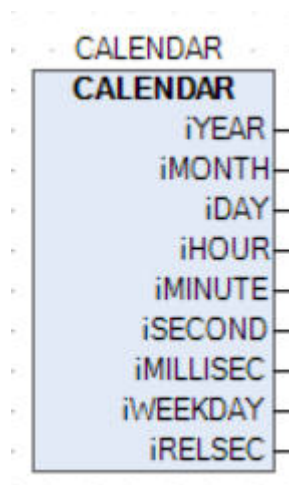 CALENDAR
CALENDAR
iYEAR
iMONTH
iDAY
iHOUR
iMINUTE
iSECOND
iMILLISEC
iWEEKDAY
iRELSEC